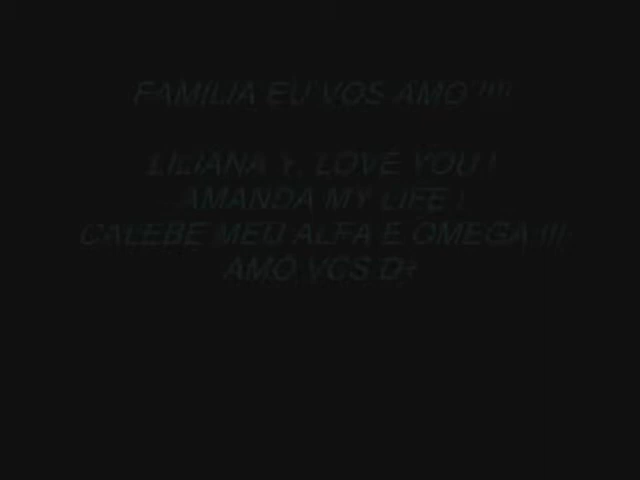 FAMILIA EU VOS AMO !!!!
LILIANA Y, LOVE YOU !
AMANDA MY LIFE !
CALEBE MEU ALFA E OMEGA !!!
AMO VCS D+